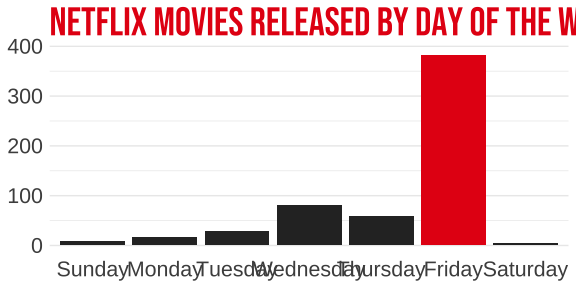 NETFLIX MOVIES RELEASED BY DAY OF THE
400
300
200
100
0
Sunday Monday Tuesday Wednesday Thursday Friday Saturday